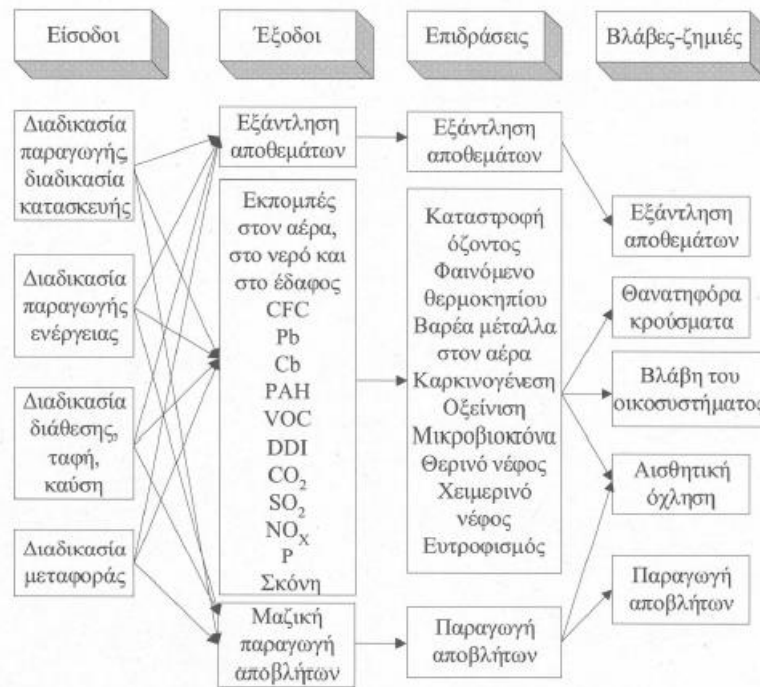 Είσοδοι
Έξοδοι
Επιδράσεις
Βλάβες-ζημιές
Διαδικασία
παραγωγής,
διαδικασία
κατασκευής
Διαδικασία
παραγωγής
ενέργειας
Διαδικασία
διάθεσης,
ταφή,
καύση
Διαδικασία
μεταφοράς
Εξάντληση
αποθεμάτων
Εκπομπές
στον αέρα,
στο νερό και
στο έδαφος
CFC
Pb
Cb
PAH
VOC
DDI
CO₂
SO₂
NOX
P
Σκόνη
Μαζική
παραγωγή
αποβλήτων
Εξάντληση
αποθεμάτων
Καταστροφή
όζοντος
Φαινόμενο
θερμοκηπίου
Βαρέα μέταλλα
στον αέρα
Καρκινογένεση
Οξείνιση
Μικροβιοκτόνα
Θερινό νέφος
Χειμερινό
νέφος
Ευτροφισμός
Παραγωγή
αποβλήτων
Εξάντληση
αποθεμάτων
Θανατηφόρα
κρούσματα
Βλάβη του
οικοσυστήματος
Αισθητική
όχληση
Παραγωγή
αποβλήτων